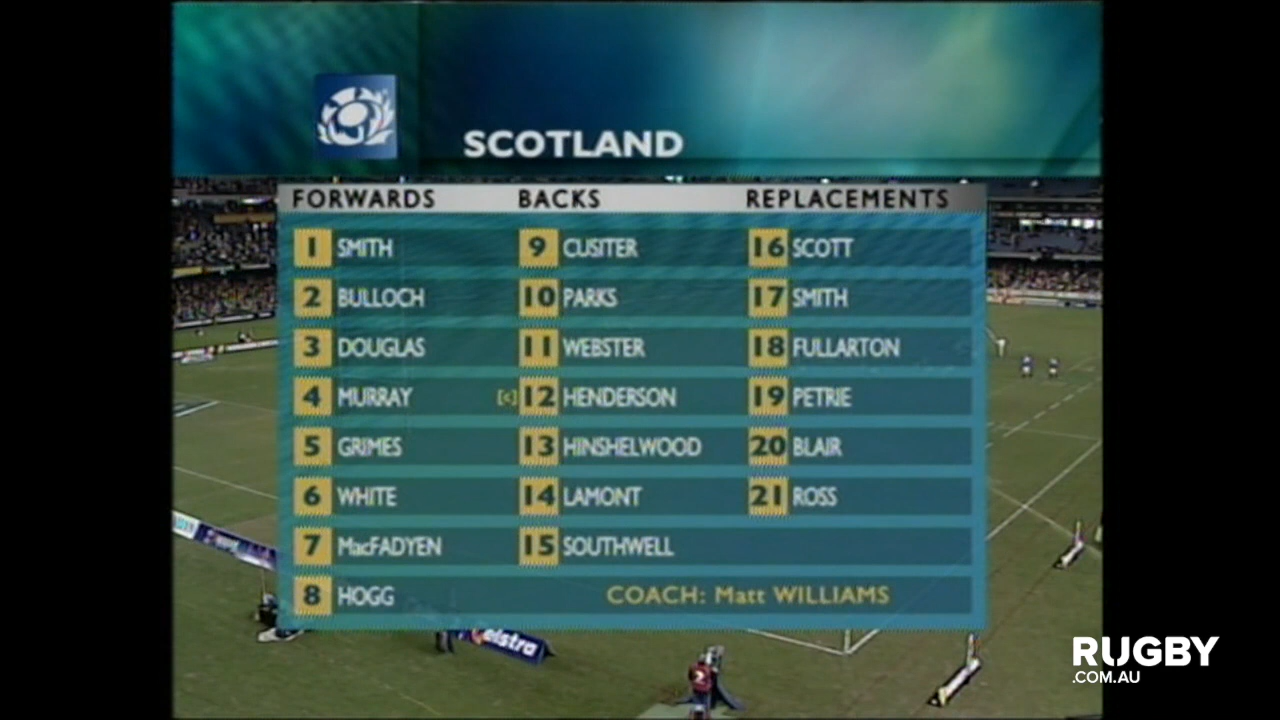 SCOTLAND
FORWARDS BACKS REPLACEMENTS
1 SMITH 9 CUSITER 16 SCOTT
2 BULLOCH 10 PARKS 17 SMITH
3 DOUGLAS 11 WEBSTER 18 FULLARTON
4 MURRAY [c] 12 HENDERSON 19 PETRIE
5 GRIMES 13 HINSHELWOOD 20 BLAIR
6 WHITE 14 LAMONT 21 ROSS
7 MacFADYEN 15 SOUTHWELL
8 HOGG COACH: Matt WILLIAMS
elstra
RUGBY
.COM.AU